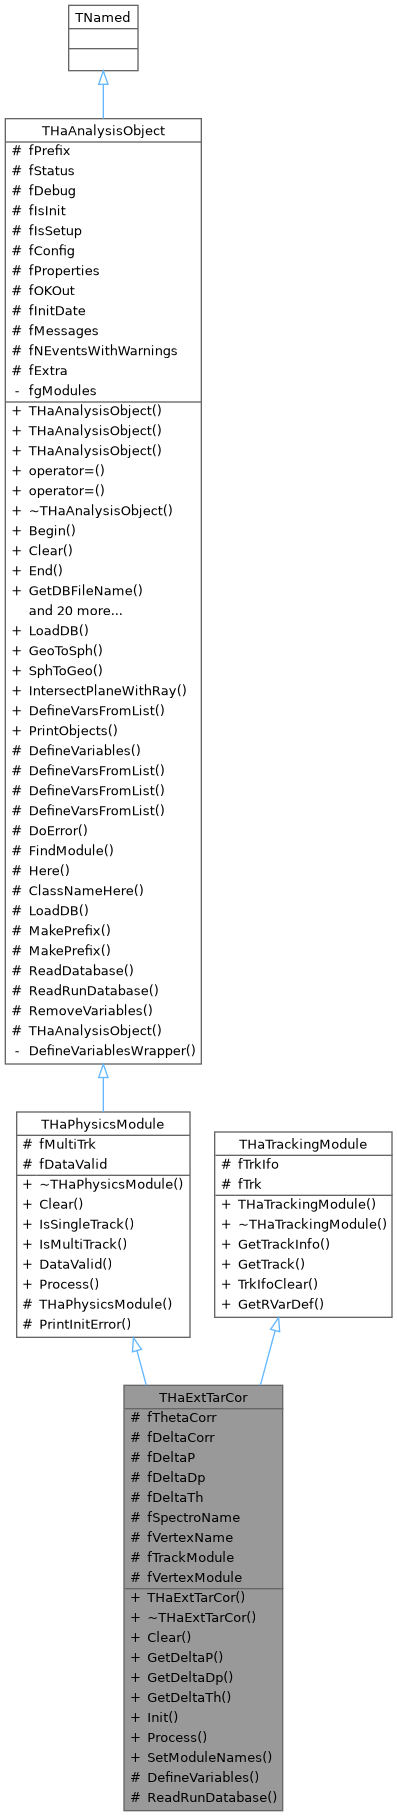 TNamed
THaAnalysisObject
# fPrefix
# fStatus
# fDebug
# fIsInit
# fIsSetup
# fConfig
# fProperties
# fOKOut
# fInitDate
# fMessages
# fNEventsWithWarnings
# fExtra
- fgModules
+ THaAnalysisObject()
+ THaAnalysisObject()
+ THaAnalysisObject()
+ operator=()
+ operator=()
+ ~THaAnalysisObject()
+ Begin()
+ Clear()
+ End()
+ GetDBFileName()
and 20 more...
+ LoadDB()
+ GeoToSph()
+ SphToGeo()
+ IntersectPlaneWithRay()
+ DefineVarsFromList()
+ PrintObjects()
# DefineVariables()
# DefineVarsFromList()
# DefineVarsFromList()
# DefineVarsFromList()
# DoError()
# FindModule()
# Here()
# ClassNameHere()
# LoadDB()
# MakePrefix()
# MakePrefix()
# ReadDatabase()
# ReadRunDatabase()
# RemoveVariables()
# THaAnalysisObject()
- DefineVariablesWrapper()
THaPhysicsModule
# fMultiTrk
# fDataValid
+ ~THaPhysicsModule()
+ Clear()
+ IsSingleTrack()
+ IsMultiTrack()
+ DataValid()
+ Process()
# THaPhysicsModule()
# PrintInitError()
THaTrackingModule
# fTrkIfo
# fTrk
+ THaTrackingModule()
+ ~THaTrackingModule()
+ GetTrackInfo()
+ GetTrack()
+ TrkIfoClear()
+ GetRVarDef()
THaExtTarCor
# fThetaCorr
# fDeltaCorr
# fDeltaP
# fDeltaDp
# fDeltaTh
# fSpectroName
# fVertexName
# fTrackModule
# fVertexModule
+ THaExtTarCor()
+ ~THaExtTarCor()
+ Clear()
+ GetDeltaP()
+ GetDeltaDp()
+ GetDeltaTh()
+ Init()
+ Process()
+ SetModuleNames()
# DefineVariables()
# ReadRunDatabase()